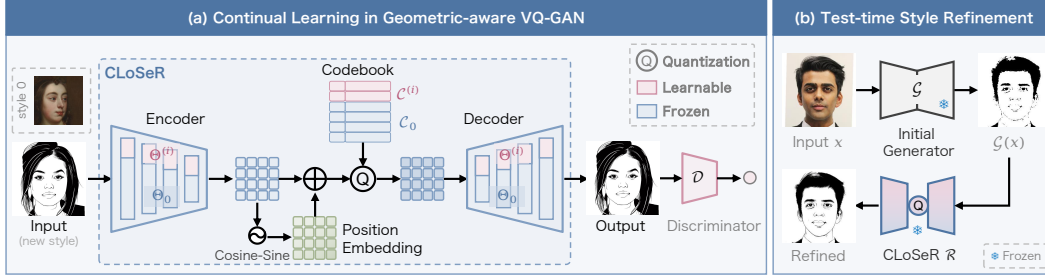 (a) Continual Learning in Geometric-aware VQ-GAN
style 0
CLoSeR
Codebook
C^(i)
C_0
Q Quantization
Learnable
Frozen
Encoder
Decoder
Θ^(i)
Θ_0
Q
Θ^(i)
Θ_0
D
Input
(new style)
Cosine-Sine
Position
Embedding
Output
Discriminator
(b) Test-time Style Refinement
G
Input x
Initial
Generator
G(x)
Q
Refined
CLoSeR R
Frozen